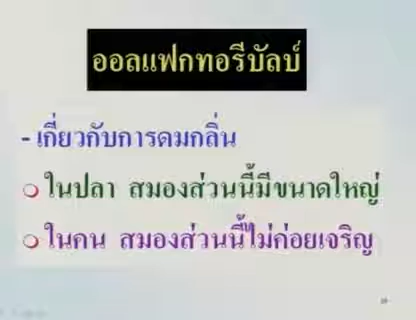 ออลแฟกทอรีบัลบ์
- เกี่ยวกับการดมกลิ่น
ในปลา สมองส่วนนี้มีขนาดใหญ่
ในคน สมองส่วนนี้ไม่ค่อยเจริญ